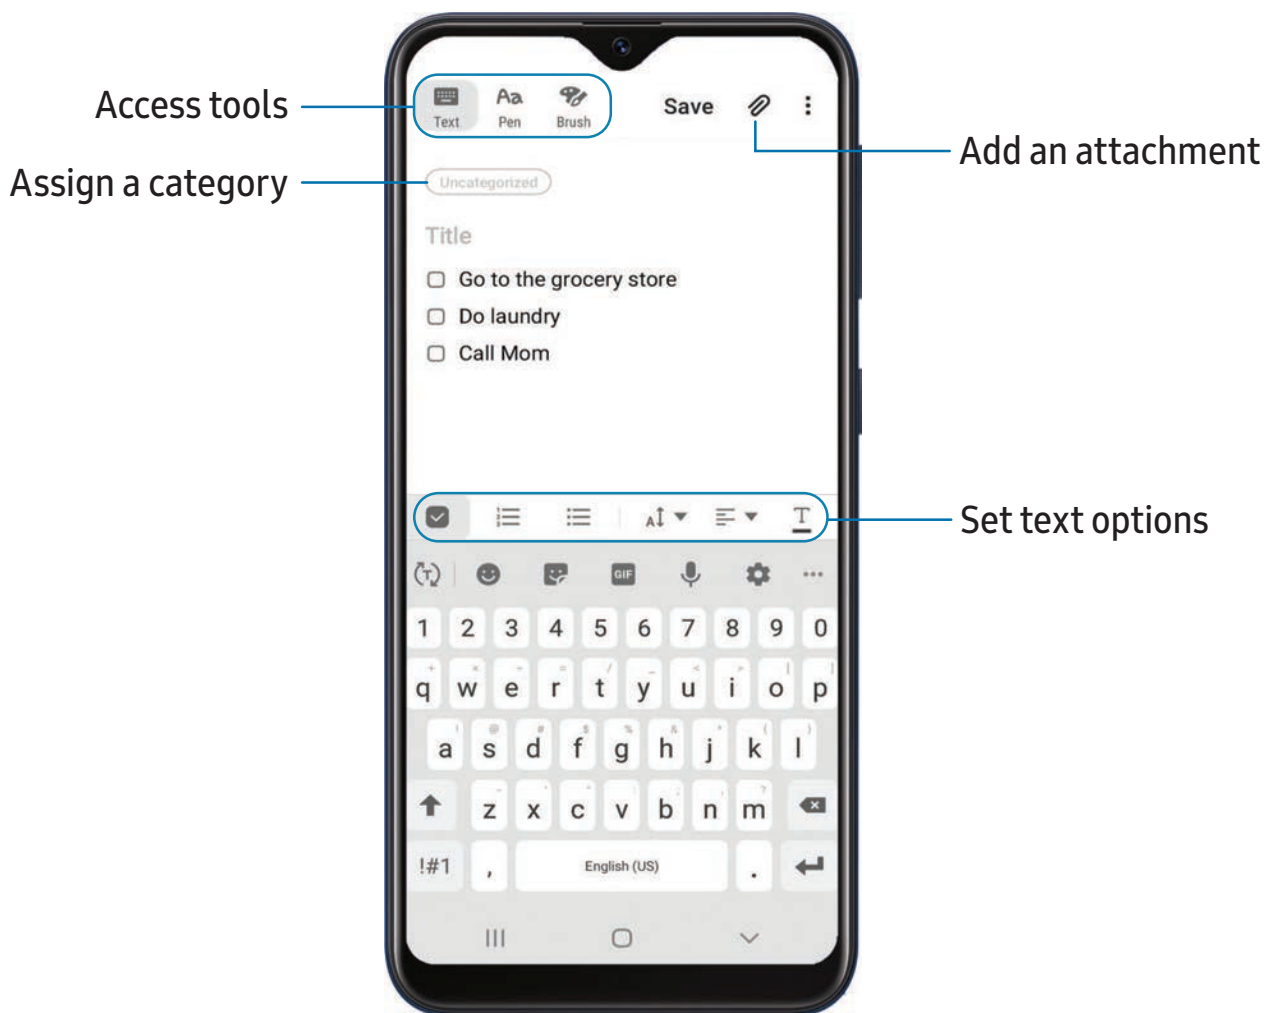 Access tools
Text
Aa
Pen
Brush
Save
Add an attachment
Assign a category
Uncategorized
Title
Go to the grocery store
Do laundry
Call Mom
Set text options
T
GIF
1 2 3 4 5 6 7 8 9 0
q w e r t y u i o p
a s d f g h j k l
z x c v b n m
!#1 , English (US) .